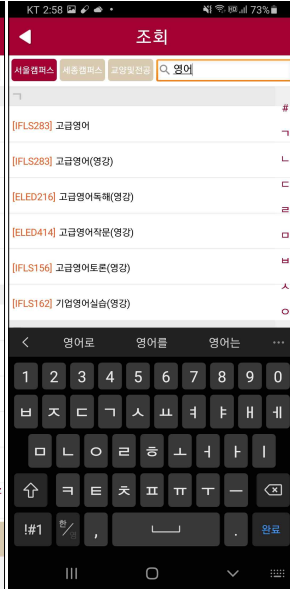 KT 2:58 73%
조회
서울캠퍼스 세종캠퍼스 교양및전공 영어
ㄱ
#
[IFLS283] 고급영어
ㄱ
[IFLS283] 고급영어(영강)
ㄴ
ㄷ
[ELED216] 고급영어독해(영강)
ㄹ
[ELED414] 고급영어작문(영강)
ㅁ
ㅂ
[IFLS156] 고급영어토론(영강)
ㅅ
[IFLS162] 기업영어실습(영강)
ㅇ
영어로 영어를 영어는 ...
1 2 3 4 5 6 7 8 9 0
ㅂ ㅈ ㄷ ㄱ ㅅ ㅛ ㅕ ㅑ ㅐ ㅔ
ㅁ ㄴ ㅇ ㄹ ㅎ ㅗ ㅓ ㅏ ㅣ
ㅋ ㅌ ㅊ ㅍ ㅠ ㅜ ㅡ
!#1 한/영 , . 완료